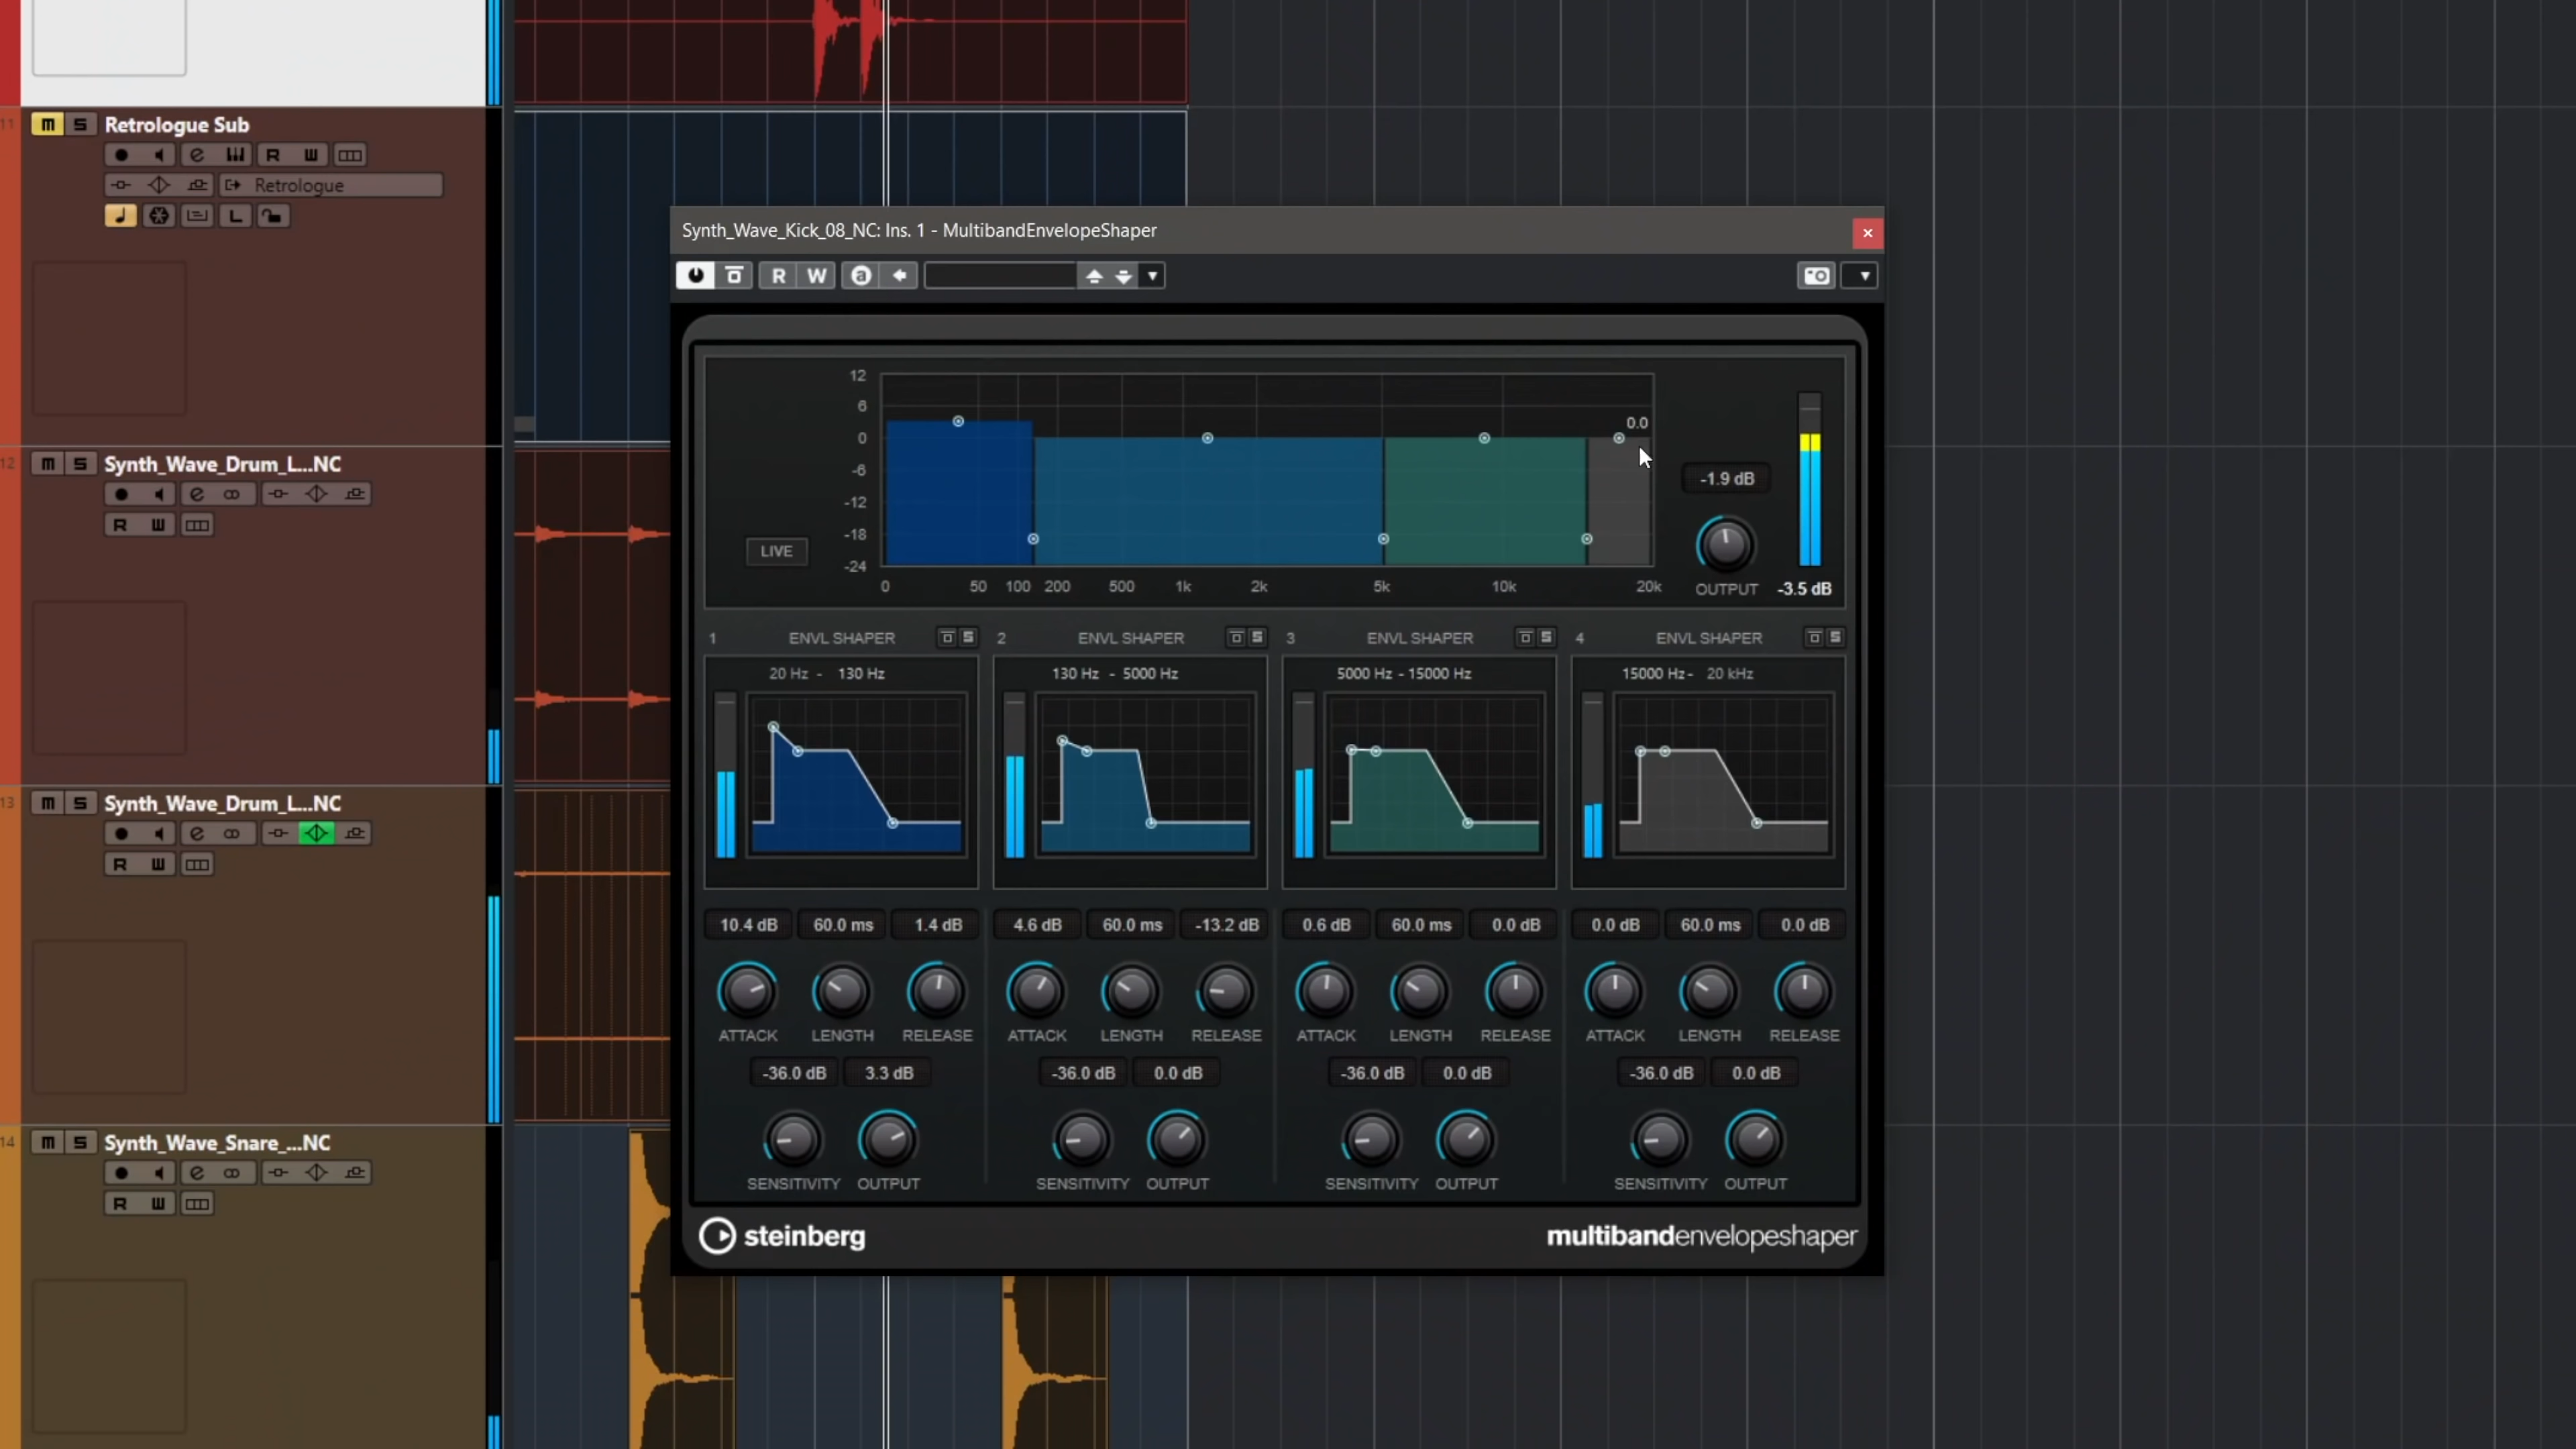 11 M S Retrologue Sub
R W
Retrologue
L
12 M S Synth_Wave_Drum_L...NC
R W
13 M S Synth_Wave_Drum_L...NC
R W
14 M S Synth_Wave_Snare_...NC
R W
Synth_Wave_Kick_08_NC: Ins. 1 - MultibandEnvelopeShaper
R W a
12
6
0
-6
-12
-18
-24
0.0
LIVE
0 50 100 200 500 1k 2k 5k 10k 20k
-1.9 dB
OUTPUT -3.5 dB
1 ENVL SHAPER S 2 ENVL SHAPER S 3 ENVL SHAPER S 4 ENVL SHAPER S
20 Hz - 130 Hz 130 Hz - 5000 Hz 5000 Hz - 15000 Hz 15000 Hz- 20 kHz
10.4 dB 60.0 ms 1.4 dB 4.6 dB 60.0 ms -13.2 dB 0.6 dB 60.0 ms 0.0 dB 0.0 dB 60.0 ms 0.0 dB
ATTACK LENGTH RELEASE ATTACK LENGTH RELEASE ATTACK LENGTH RELEASE ATTACK LENGTH RELEASE
-36.0 dB 3.3 dB -36.0 dB 0.0 dB -36.0 dB 0.0 dB -36.0 dB 0.0 dB
SENSITIVITY OUTPUT SENSITIVITY OUTPUT SENSITIVITY OUTPUT SENSITIVITY OUTPUT
steinberg multibandenvelopeshaper